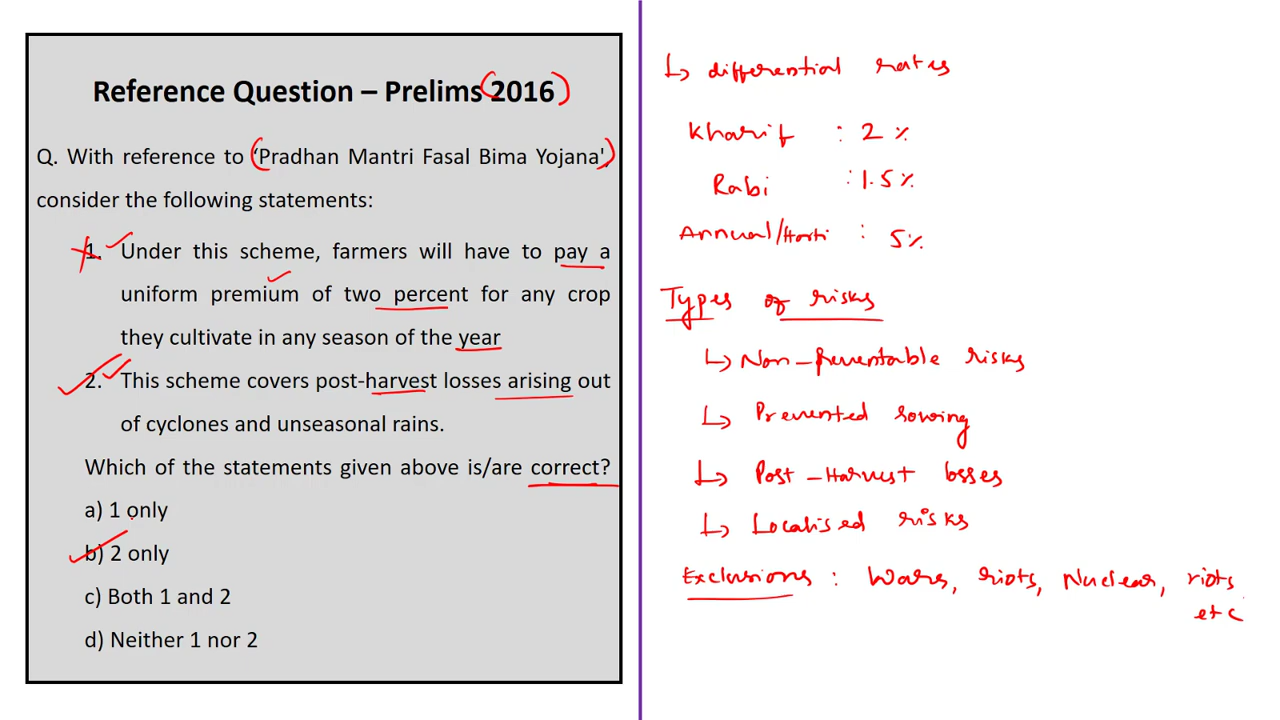 Reference Question – Prelims 2016
Q. With reference to 'Pradhan Mantri Fasal Bima Yojana',
consider the following statements:
1. Under this scheme, farmers will have to pay a
uniform premium of two percent for any crop
they cultivate in any season of the year
2. This scheme covers post-harvest losses arising out
of cyclones and unseasonal rains.
Which of the statements given above is/are correct?
a) 1 only
b) 2 only
c) Both 1 and 2
d) Neither 1 nor 2
↳ differential rates
Kharif : 2 %
Rabi : 1.5 %
Annual/Horti : 5%
Types of risks
↳ Non-preventable risks
↳ Prevented sowing
↳ Post-Harvest losses
↳ Localised risks
Exclusions : Wars, riots, Nuclear, riots
etc